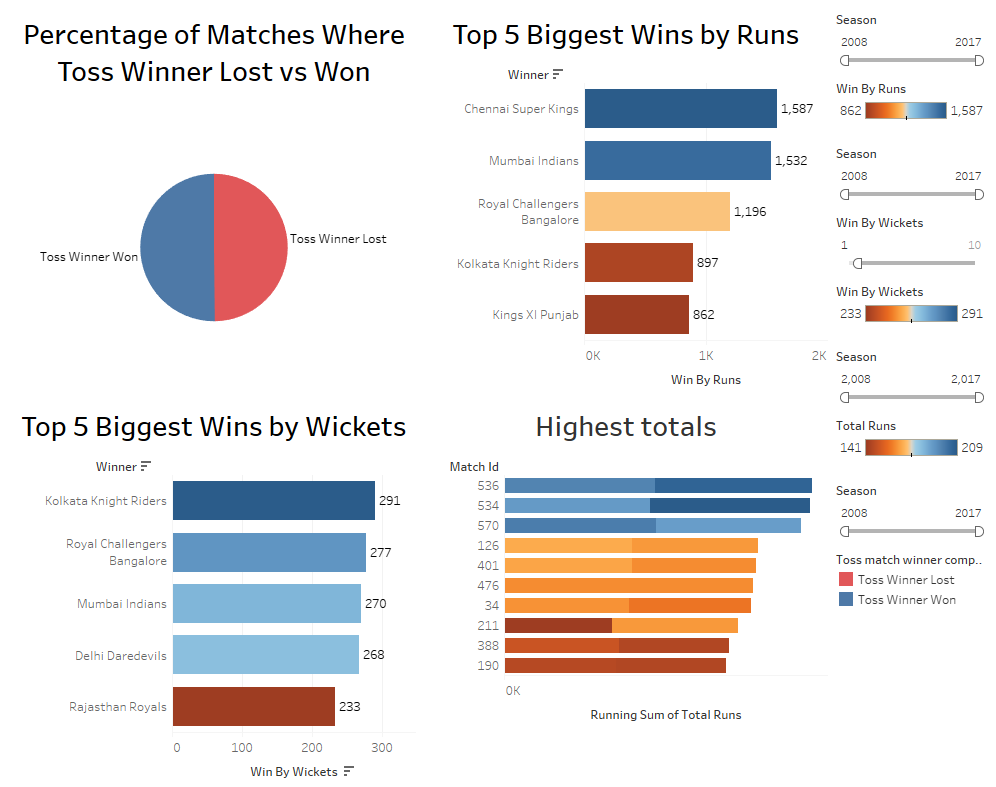 Percentage of Matches Where
Toss Winner Lost vs Won
Toss Winner Won
Toss Winner Lost
Top 5 Biggest Wins by Runs
Winner
Chennai Super Kings
1,587
Mumbai Indians
1,532
Royal Challengers
Bangalore
1,196
Kolkata Knight Riders
897
Kings XI Punjab
862
0K 1K 2K
Win By Runs
Top 5 Biggest Wins by Wickets
Winner
Kolkata Knight Riders
291
Royal Challengers
Bangalore
277
Mumbai Indians
270
Delhi Daredevils
268
Rajasthan Royals
233
0 100 200 300
Win By Wickets
Highest totals
Match Id
536
534
570
126
401
476
34
211
388
190
0K
Running Sum of Total Runs
Season
2008 2017
Win By Runs
862 1,587
Season
2008 2017
Win By Wickets
1 10
Win By Wickets
233 291
Season
2,008 2,017
Total Runs
141 209
Season
2008 2017
Toss match winner comp..
Toss Winner Lost
Toss Winner Won